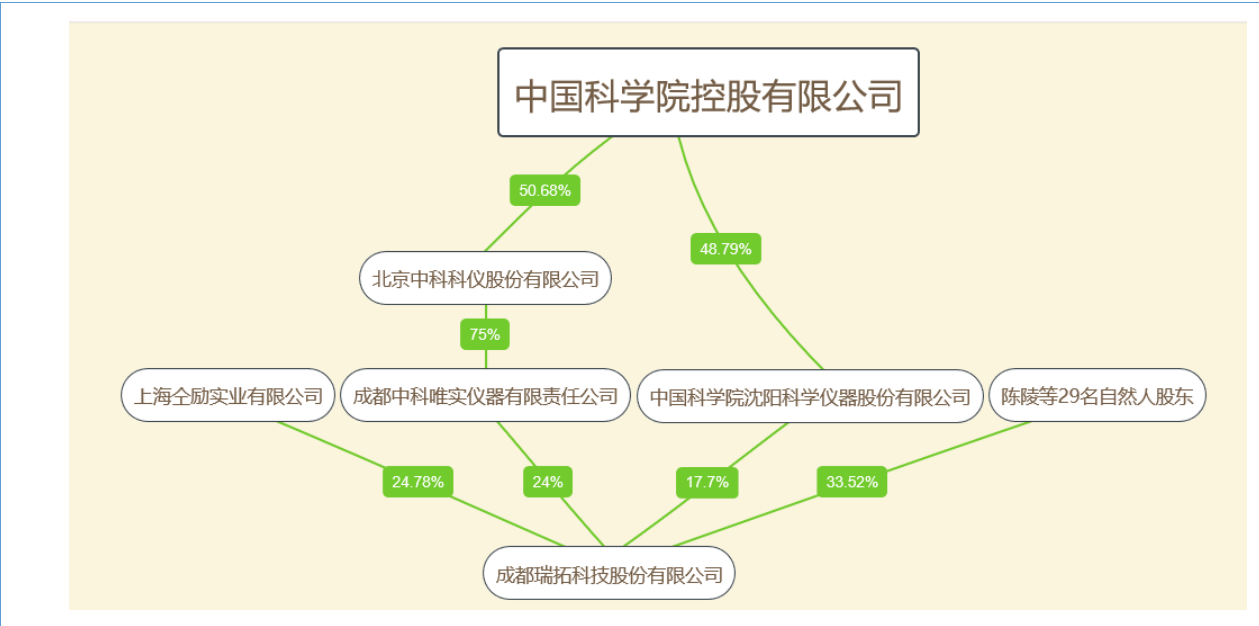 中国科学院控股有限公司
50.68%
48.79%
北京中科科仪股份有限公司
75%
上海仝励实业有限公司
成都中科唯实仪器有限责任公司
中国科学院沈阳科学仪器股份有限公司
陈陵等29名自然人股东
24.78%
24%
17.7%
33.52%
成都瑞拓科技股份有限公司